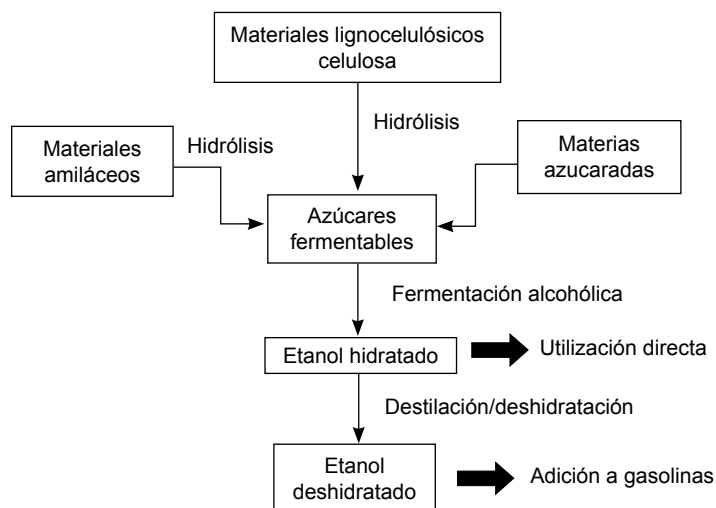 Materiales lignocelulósicos
celulosa
Hidrólisis
Hidrólisis
Materiales
amiláceos
Materias
azucaradas
Azúcares
fermentables
Fermentación alcohólica
Etanol hidratado
Utilización directa
Destilación/deshidratación
Etanol
deshidratado
Adición a gasolinas